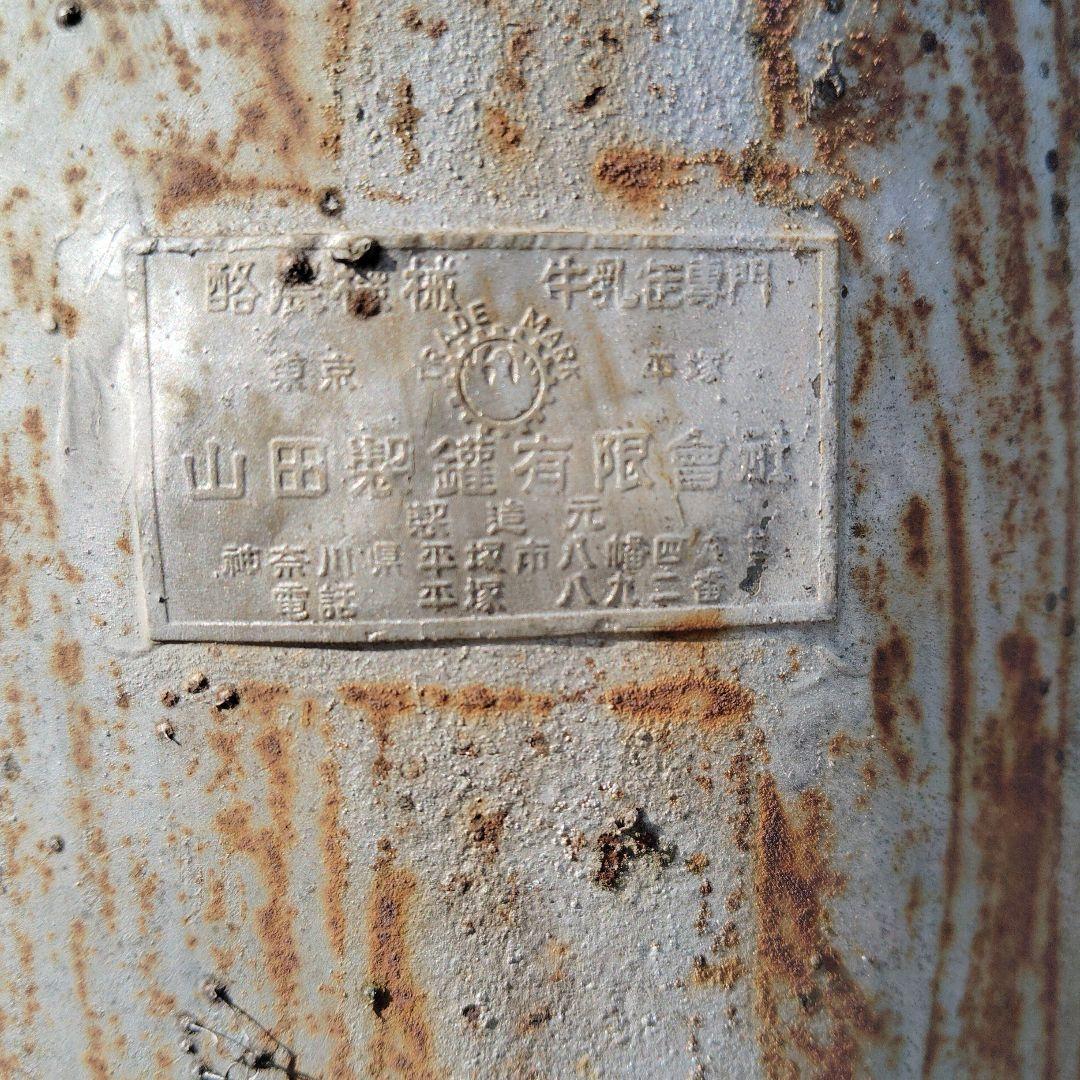 酪農機械 牛乳缶専門
東京 TRADE MARK 平塚
山田製罐有限會社
製造元
神奈川県平塚市八幡四
電話 平塚 八九二番